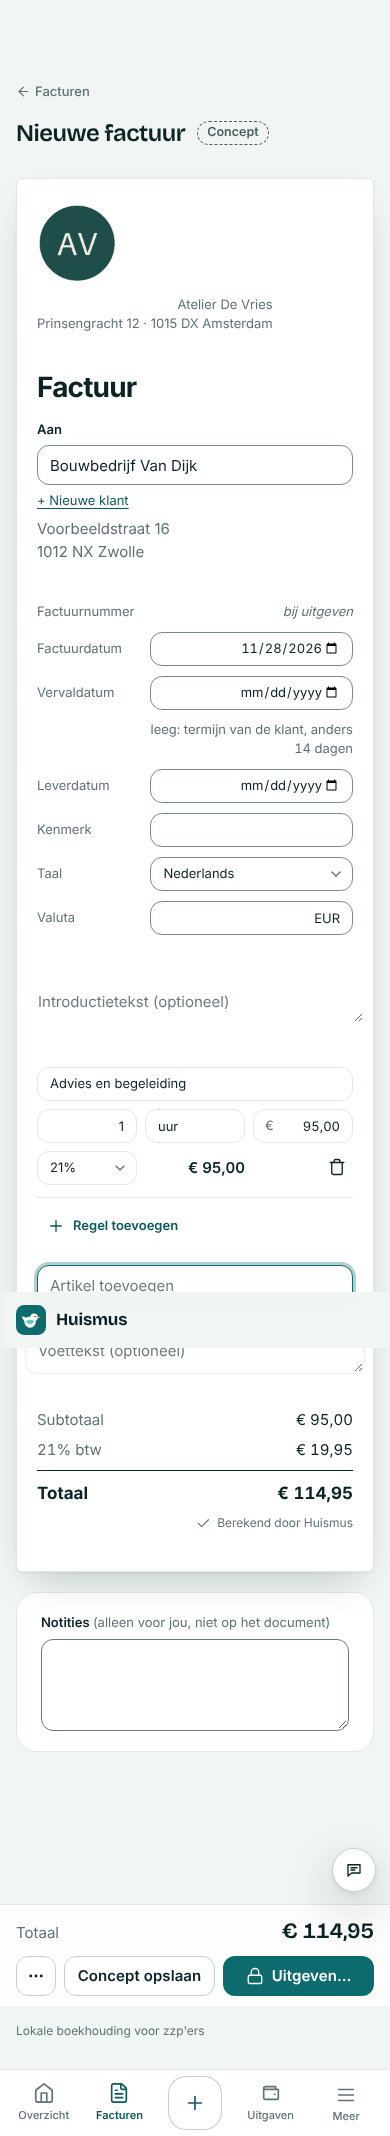 Facturen
Nieuwe factuur
Concept
AV
Atelier De Vries
Prinsengracht 12 · 1015 DX Amsterdam
Factuur
Aan
Bouwbedrijf Van Dijk
+ Nieuwe klant
Voorbeeldstraat 16
1012 NX Zwolle
Factuurnummer bij uitgeven
Factuurdatum 11/28/2026
Vervaldatum mm/dd/yyyy
leeg: termijn van de klant, anders
14 dagen
Leverdatum mm/dd/yyyy
Kenmerk
Taal Nederlands
Valuta EUR
Introductietekst (optioneel)
Advies en begeleiding
1 uur € 95,00
21% € 95,00
Regel toevoegen
Artikel toevoegen
Huismus
Voettekst (optioneel)
Subtotaal € 95,00
21% btw € 19,95
Totaal € 114,95
Berekend door Huismus
Notities (alleen voor jou, niet op het document)
Totaal € 114,95
Concept opslaan Uitgeven...
Lokale boekhouding voor zzp'ers
Overzicht Facturen Uitgaven Meer